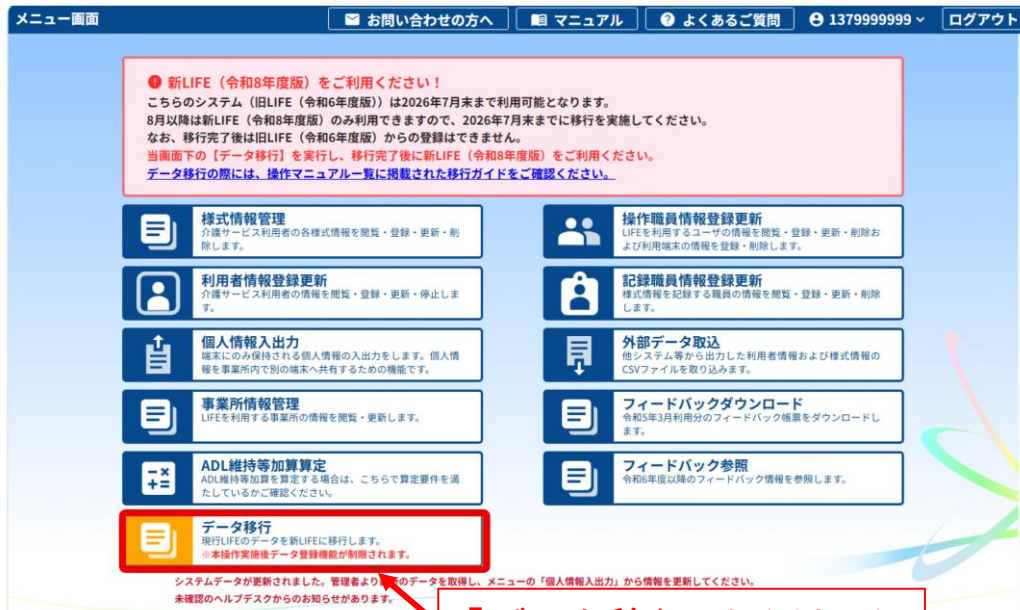 メニュー画面
お問い合わせの方へ
マニュアル
よくあるご質問
1379999999
ログアウト
新LIFE（令和8年度版）をご利用ください！
こちらのシステム（旧LIFE（令和6年度版））は2026年7月末まで利用可能となります。
8月以降は新LIFE（令和8年度版）のみ利用できますので、2026年7月末までに移行を実施してください。
なお、移行完了後は旧LIFE（令和6年度版）からの登録はできません。
当画面下の【データ移行】を実行し、移行完了後に新LIFE（令和8年度版）をご利用ください。
データ移行の際には、操作マニュアル一覧に掲載された移行ガイドをご確認ください。
様式情報管理
介護サービス利用者の各様式情報を閲覧・登録・更新・削
除します。
操作職員情報登録更新
LIFEを利用するユーザの情報を閲覧・登録・更新・削除お
よび利用端末の情報を登録・削除します。
利用者情報登録更新
介護サービス利用者の情報を閲覧・登録・更新・停止しま
す。
記録職員情報登録更新
様式情報を記録する職員の情報を閲覧・登録・更新・削除
します。
個人情報入出力
端末にのみ保持される個人情報の入出力をします。個人情
報を事業所内で別の端末へ共有するための機能です。
外部データ取込
他システム等から出力した利用者情報および様式情報の
CSVファイルを取り込みます。
事業所情報管理
LIFEを利用する事業所の情報を閲覧・更新します。
フィードバックダウンロード
令和5年3月利用分のフィードバック帳票をダウンロードし
ます。
ADL維持等加算算定
ADL維持等加算を算定する場合は、こちらで算定要件を満
たしているかご確認ください。
フィードバック参照
令和6年度以降のフィードバック情報を参照します。
データ移行
現行LIFEのデータを新LIFEに移行します。
※本操作実施後データ登録機能が制限されます。
システムデータが更新されました。管理者より
のデータを取得し、メニューの「個人情報入出力」から情報を更新してください。
未確認のヘルプデスクからのお知らせがあります。